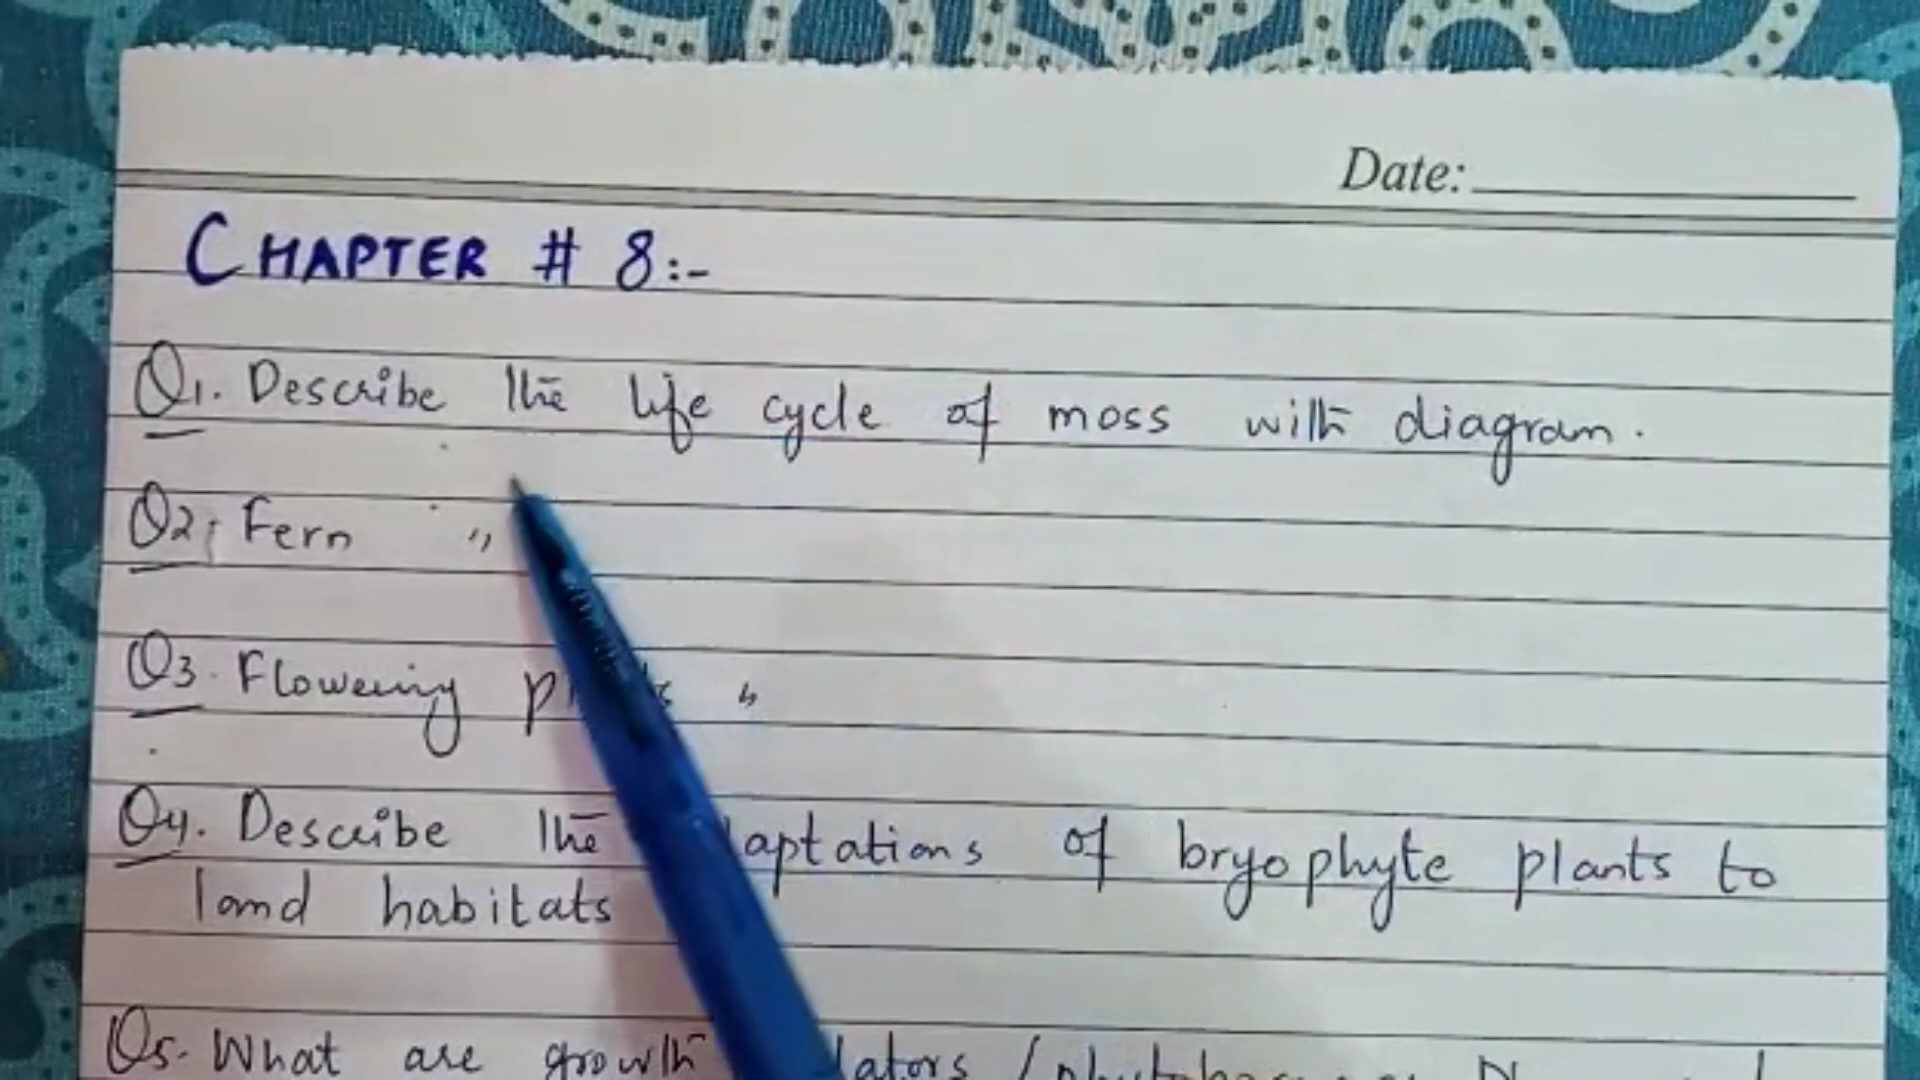 Date:
CHAPTER # 8:-
Q1. Describe the life cycle of moss with diagram.
Q2. Fern "
Q3. Flowering "
Q4. Describe the of bryophyte plants to
land habitats
Q5. What are growth